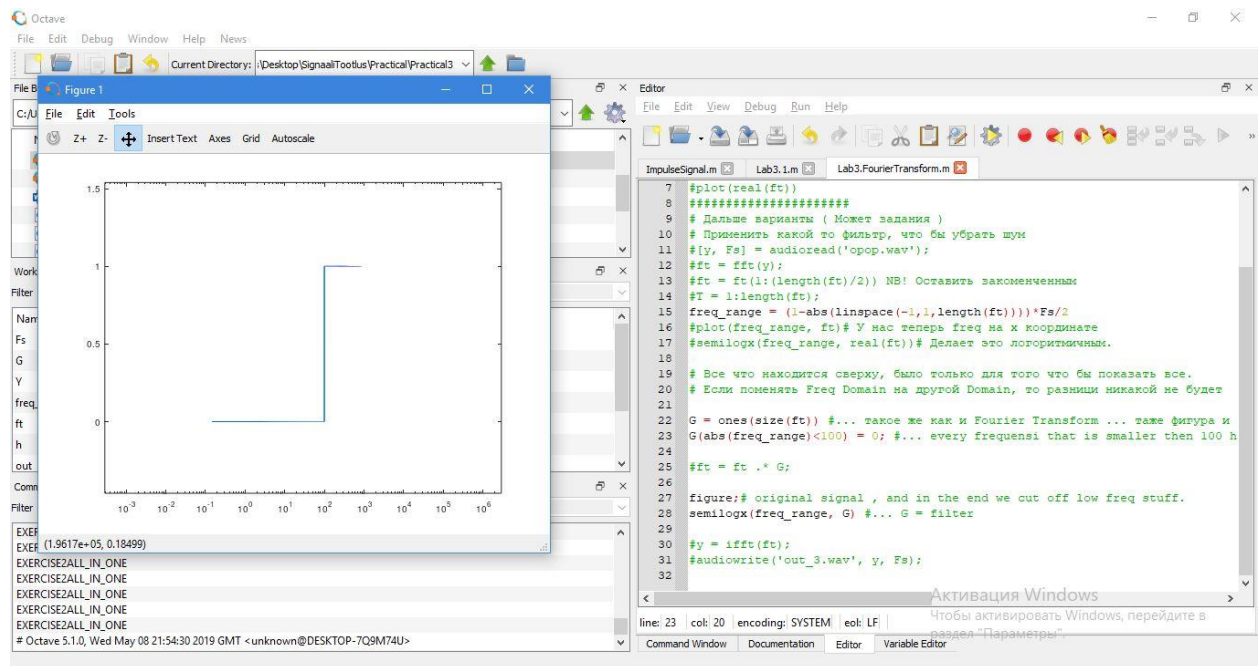 Octave
File Edit Debug Window Help News
Current Directory: :\Desktop\SignaaliTootlus\Practical\Practical3
File B
C:/U
Work
Filter
Nam
Fs
G
Y
freq_
ft
h
out
Comm
Filter
EXER
EXER
EXERCISE2ALL_IN_ONE
EXERCISE2ALL_IN_ONE
EXERCISE2ALL_IN_ONE
EXERCISE2ALL_IN_ONE
EXERCISE2ALL_IN_ONE
# Octave 5.1.0, Wed May 08 21:54:30 2019 GMT <unknown@DESKTOP-7Q9M74U>
Figure 1
File Edit Tools
Z+ Z- Insert Text Axes Grid Autoscale
1.5
1
0.5
0
10^-3 10^-2 10^-1 10^0 10^1 10^2 10^3 10^4 10^5 10^6
(1.9617e+05, 0.18499)
Editor
File Edit View Debug Run Help
ImpulseSignal.m Lab3.1.m Lab3.FourierTransform.m
7 #plot(real(ft))
8 ######################
9 # Дальше варианты ( Может задания )
10 # Применить какой то фильтр, что бы убрать шум
11 #[y, Fs] = audioread('opop.wav');
12 #ft = fft(y);
13 #ft = ft(1:(length(ft)/2)) NB! Оставить закоменченным
14 #T = 1:length(ft);
15 freq_range = (1-abs(linspace(-1,1,length(ft))))*Fs/2
16 #plot(freq_range, ft)# У нас теперь freq на x координате
17 #semilogx(freq_range, real(ft))# Делает это логоритмичным.
18
19 # Все что находится сверху, было только для того что бы показать все.
20 # Если поменять Freq Domain на другой Domain, то разници никакой не будет
21
22 G = ones(size(ft)) #... такое же как и Fourier Transform ... таже фигура и
23 G(abs(freq_range)<100) = 0; #... every frequensi that is smaller then 100 h
24
25 #ft = ft .* G;
26
27 figure;# original signal , and in the end we cut off low freq stuff.
28 semilogx(freq_range, G) #... G = filter
29
30 #y = ifft(ft);
31 #audiowrite('out_3.wav', y, Fs);
32
line: 23 col: 20 encoding: SYSTEM eol: LF
Command Window Documentation Editor Variable Editor
Активация Windows
Чтобы активировать Windows, перейдите в
раздел "Параметры".